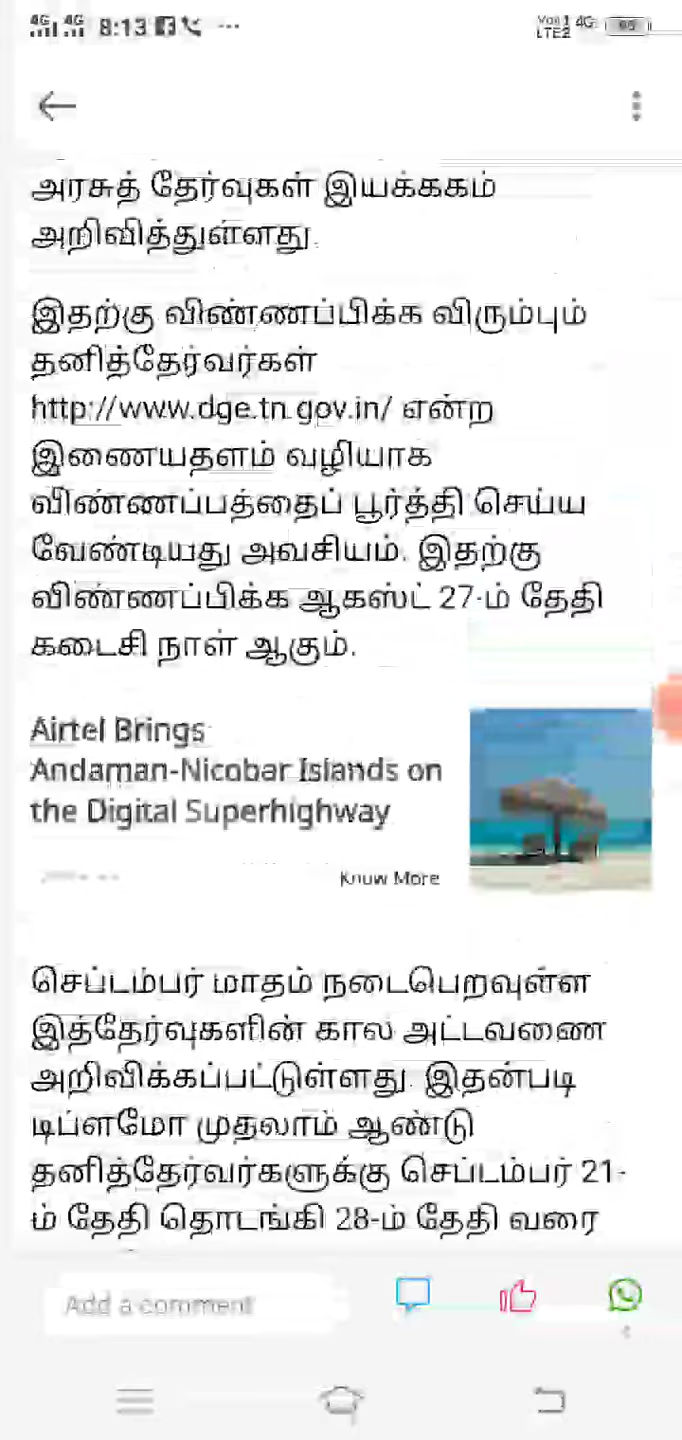 8:13
அரசுத் தேர்வுகள் இயக்ககம்
அறிவித்துள்ளது.
இதற்கு விண்ணப்பிக்க விரும்பும்
தனித்தேர்வர்கள்
http://www.dge.tn.gov.in/ என்ற
இணையதளம் வழியாக
விண்ணப்பத்தைப் பூர்த்தி செய்ய
வேண்டியது அவசியம். இதற்கு
விண்ணப்பிக்க ஆகஸ்ட் 27-ம் தேதி
கடைசி நாள் ஆகும்.
Airtel Brings
Andaman-Nicobar Islands on
the Digital Superhighway
Know More
செப்டம்பர் மாதம் நடைபெறவுள்ள
இத்தேர்வுகளின் கால அட்டவணை
அறிவிக்கப்பட்டுள்ளது. இதன்படி
டிப்ளமோ முதலாம் ஆண்டு
தனித்தேர்வர்களுக்கு செப்டம்பர் 21-
ம் தேதி தொடங்கி 28-ம் தேதி வரை
Add a comment